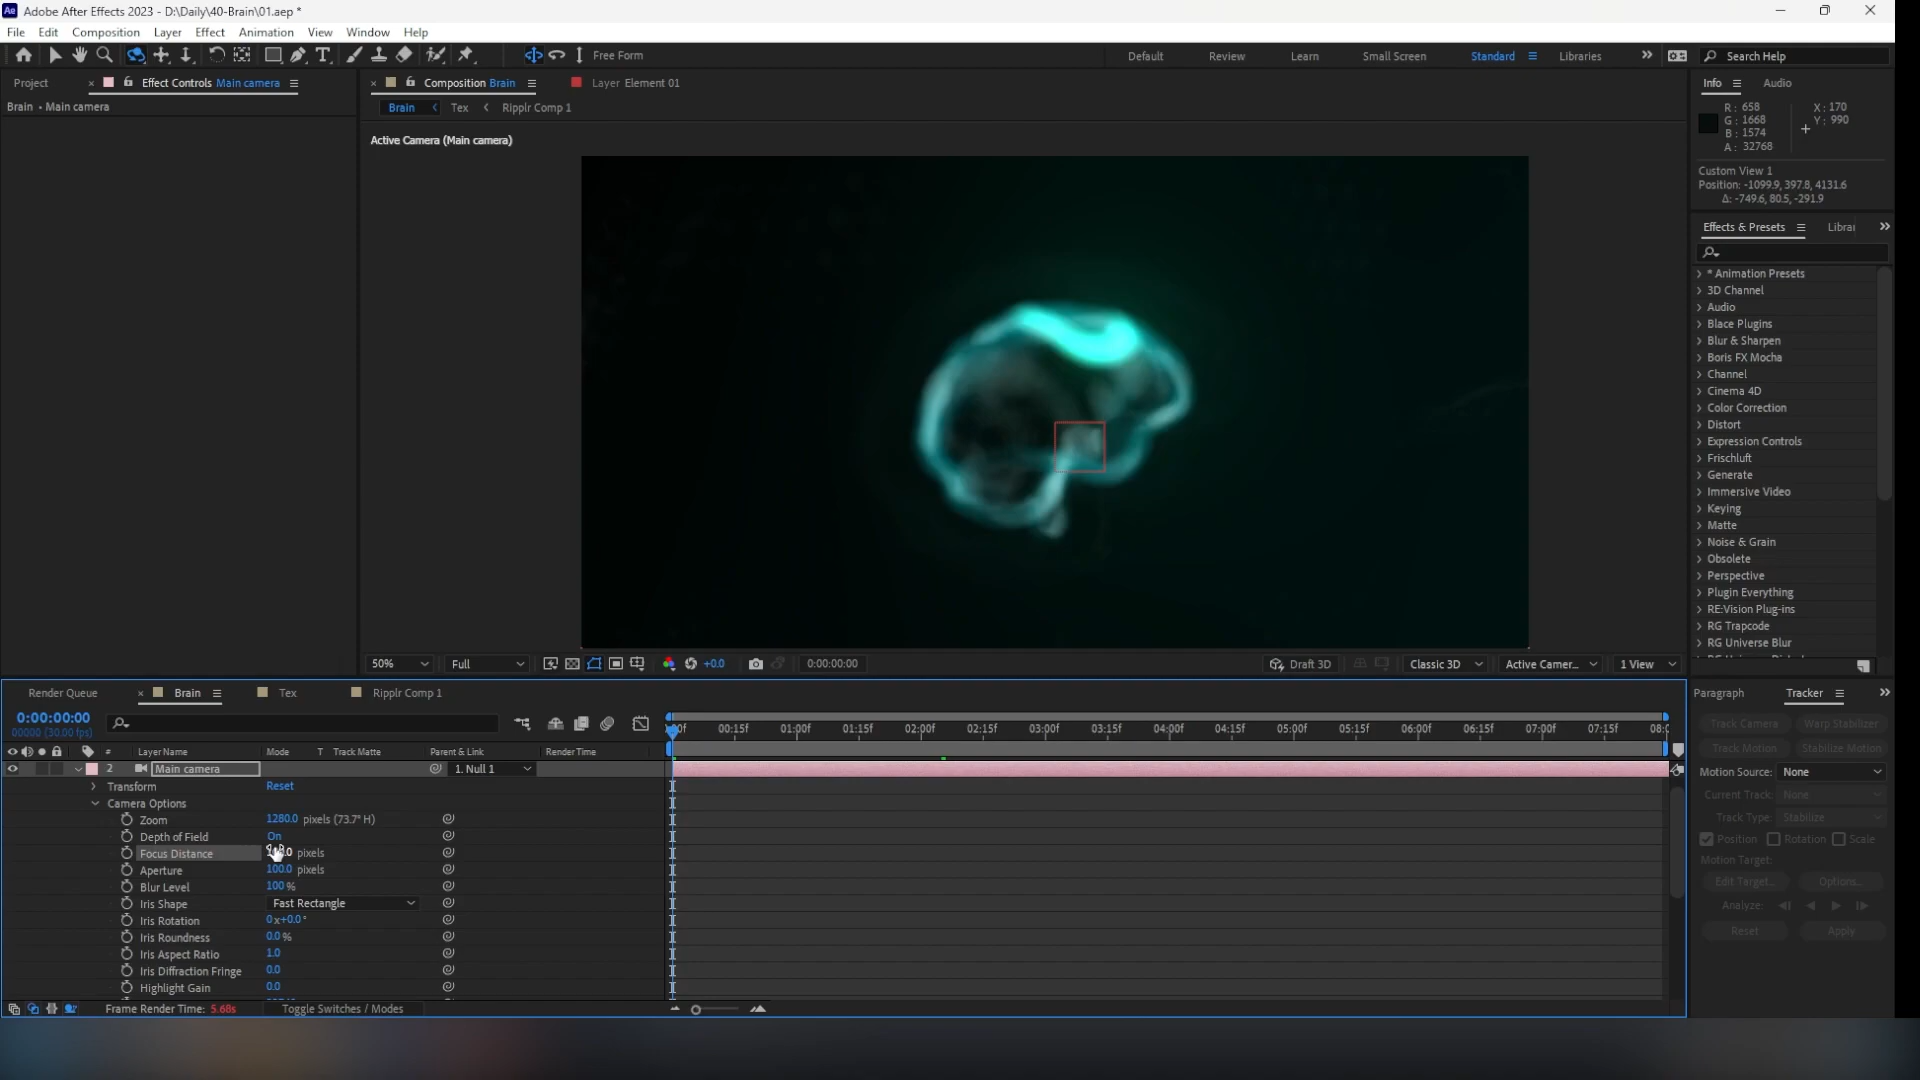 Ae Adobe After Effects 2023 - D:\Daily\40-Brain\01.aep *
File Edit Composition Layer Effect Animation View Window Help
Free Form
Default Review Learn Small Screen Standard Libraries Search Help
Project
Effect Controls Main camera
Brain • Main camera
Composition Brain
Layer Element 01
Brain Tex Ripplr Comp 1
Active Camera (Main camera)
Info Audio
R: 658
G: 1668
B: 1574
A: 32768
X: 170
Y: 990
Custom View 1
Position: -1099.9, 397.8, 4131.6
Δ: -749.6, 80.5, -291.9
Effects & Presets Librai
* Animation Presets
3D Channel
Audio
Blace Plugins
Blur & Sharpen
Boris FX Mocha
Channel
Cinema 4D
Color Correction
Distort
Expression Controls
Frischluft
Generate
Immersive Video
Keying
Matte
Noise & Grain
Obsolete
Perspective
Plugin Everything
RE:Vision Plug-ins
RG Trapcode
RG Universe Blur
50% Full +0.0 0:00:00:00 Draft 3D Classic 3D Active Camer... 1 View
Render Queue Brain Tex Ripplr Comp 1
0:00:00:00
00000 (30.00 fps)
:00f 00:15f 01:00f 01:15f 02:00f 02:15f 03:00f 03:15f 04:00f 04:15f 05:00f 05:15f 06:00f 06:15f 07:00f 07:15f 08:0
# Layer Name Mode T Track Matte Parent & Link Render Time
2 Main camera 1. Null 1
Transform Reset
Camera Options
Zoom 1280.0 pixels (73.7° H)
Depth of Field On
Focus Distance pixels
Aperture 100.0 pixels
Blur Level 100 %
Iris Shape Fast Rectangle
Iris Rotation 0x+0.0°
Iris Roundness 0.0 %
Iris Aspect Ratio 1.0
Iris Diffraction Fringe 0.0
Highlight Gain 0.0
Frame Render Time: 5.68s Toggle Switches / Modes
Paragraph Tracker
Track Camera Warp Stabilizer
Track Motion Stabilize Motion
Motion Source: None
Current Track: None
Track Type: Stabilize
Position Rotation Scale
Motion Target:
Edit Target... Options...
Analyze:
Reset Apply